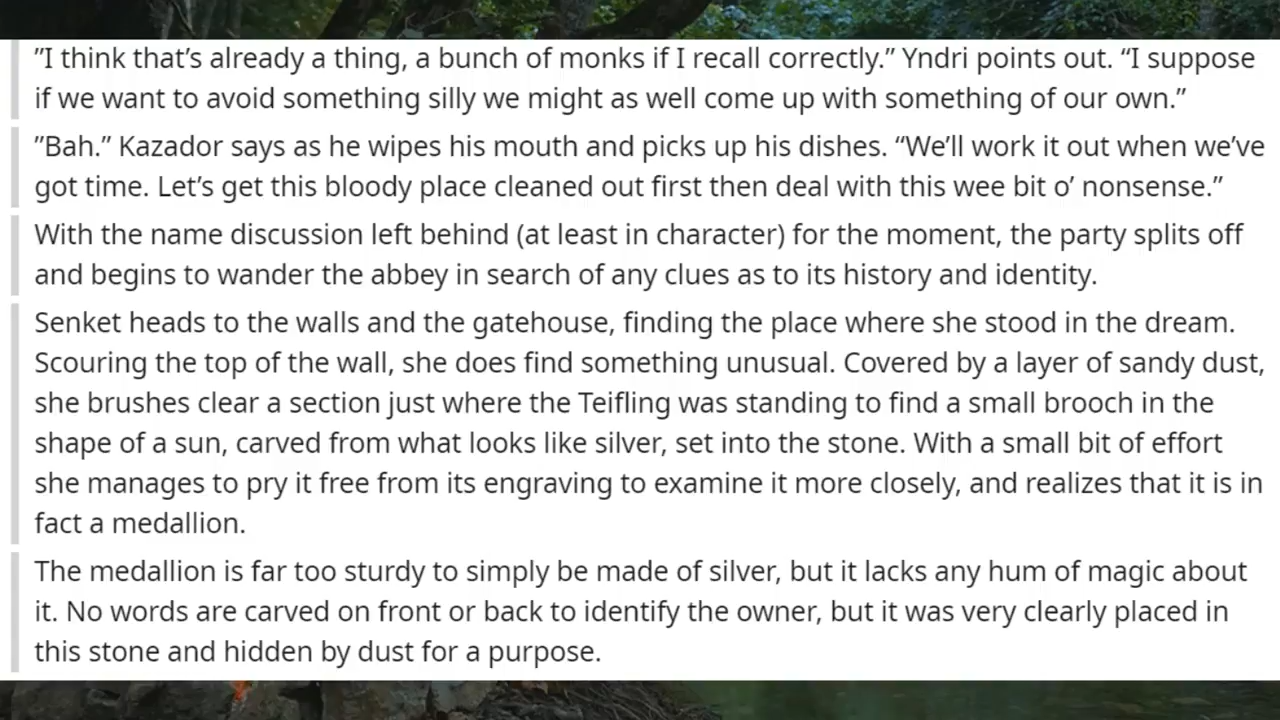 ”I think that’s already a thing, a bunch of monks if I recall correctly.” Yndri points out. “I suppose
if we want to avoid something silly we might as well come up with something of our own.”
”Bah.” Kazador says as he wipes his mouth and picks up his dishes. “We’ll work it out when we’ve
got time. Let’s get this bloody place cleaned out first then deal with this wee bit o’ nonsense.”
With the name discussion left behind (at least in character) for the moment, the party splits off
and begins to wander the abbey in search of any clues as to its history and identity.
Senket heads to the walls and the gatehouse, finding the place where she stood in the dream.
Scouring the top of the wall, she does find something unusual. Covered by a layer of sandy dust,
she brushes clear a section just where the Teifling was standing to find a small brooch in the
shape of a sun, carved from what looks like silver, set into the stone. With a small bit of effort
she manages to pry it free from its engraving to examine it more closely, and realizes that it is in
fact a medallion.
The medallion is far too sturdy to simply be made of silver, but it lacks any hum of magic about
it. No words are carved on front or back to identify the owner, but it was very clearly placed in
this stone and hidden by dust for a purpose.